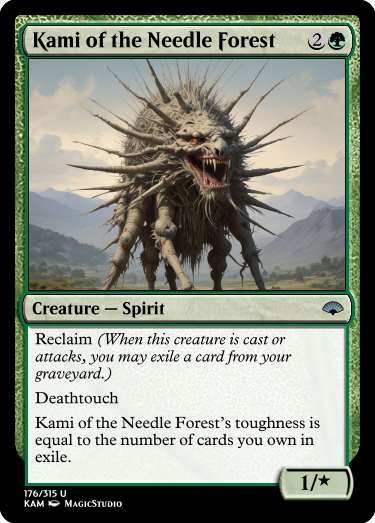 Kami of the Needle Forest 2
Creature — Spirit
Reclaim (When this creature is cast or
attacks, you may exile a card from your
graveyard.)
Deathtouch
Kami of the Needle Forest's toughness is
equal to the number of cards you own in
exile.
1/★
176/315 U
KAM MagicStudio